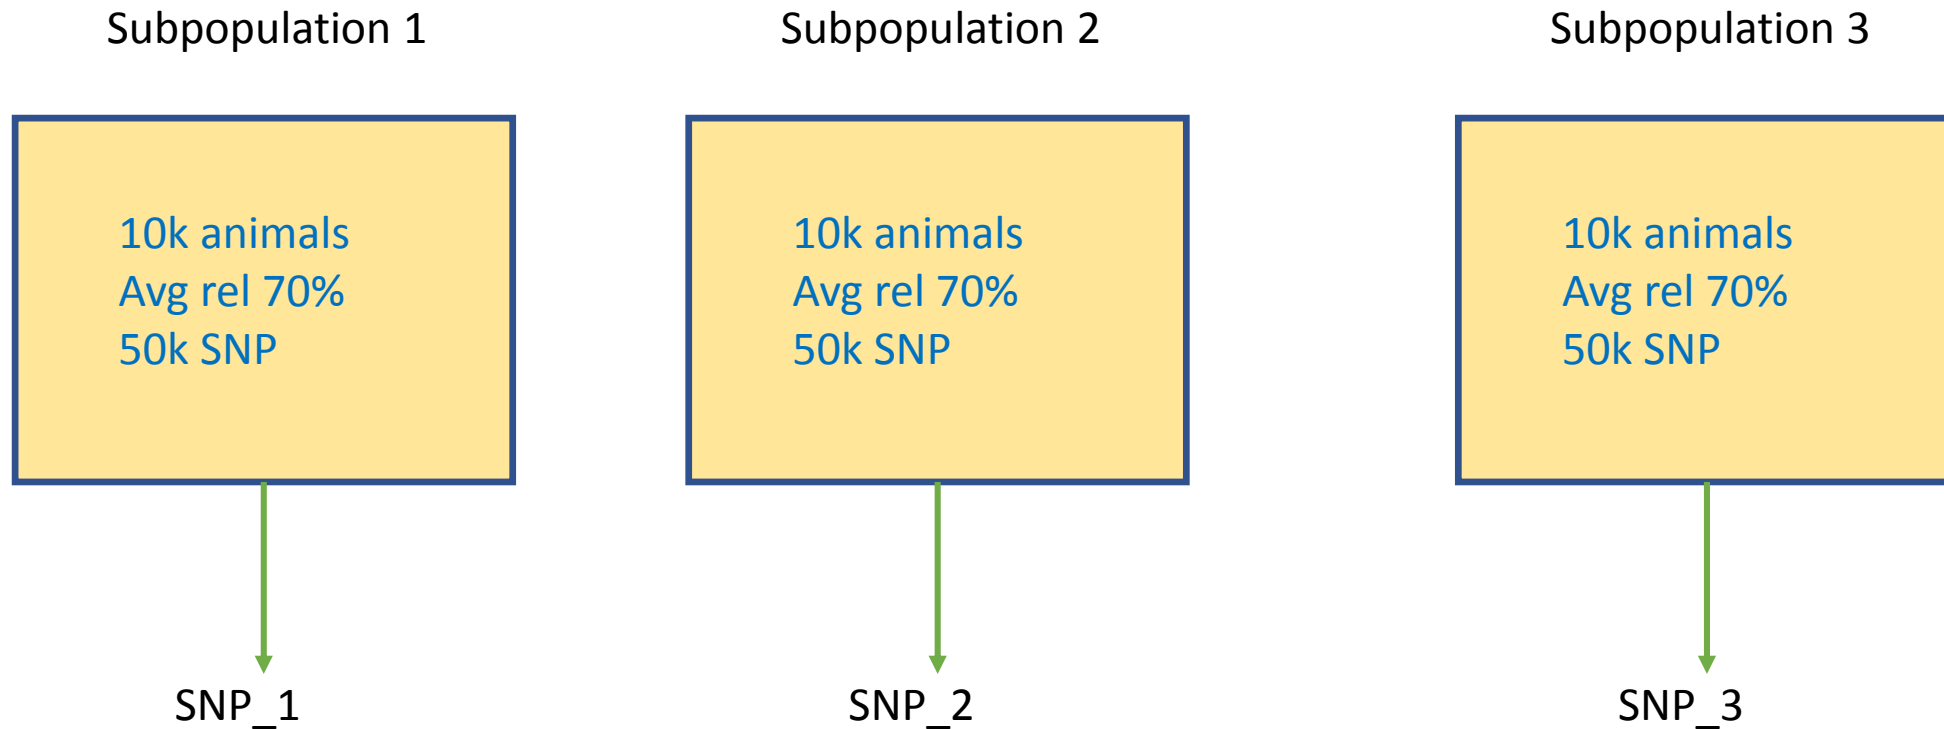 Subpopulation 1
Subpopulation 2
Subpopulation 3
10k animals
Avg rel 70%
50k SNP
10k animals
Avg rel 70%
50k SNP
10k animals
Avg rel 70%
50k SNP
SNP_1
SNP_2
SNP_3